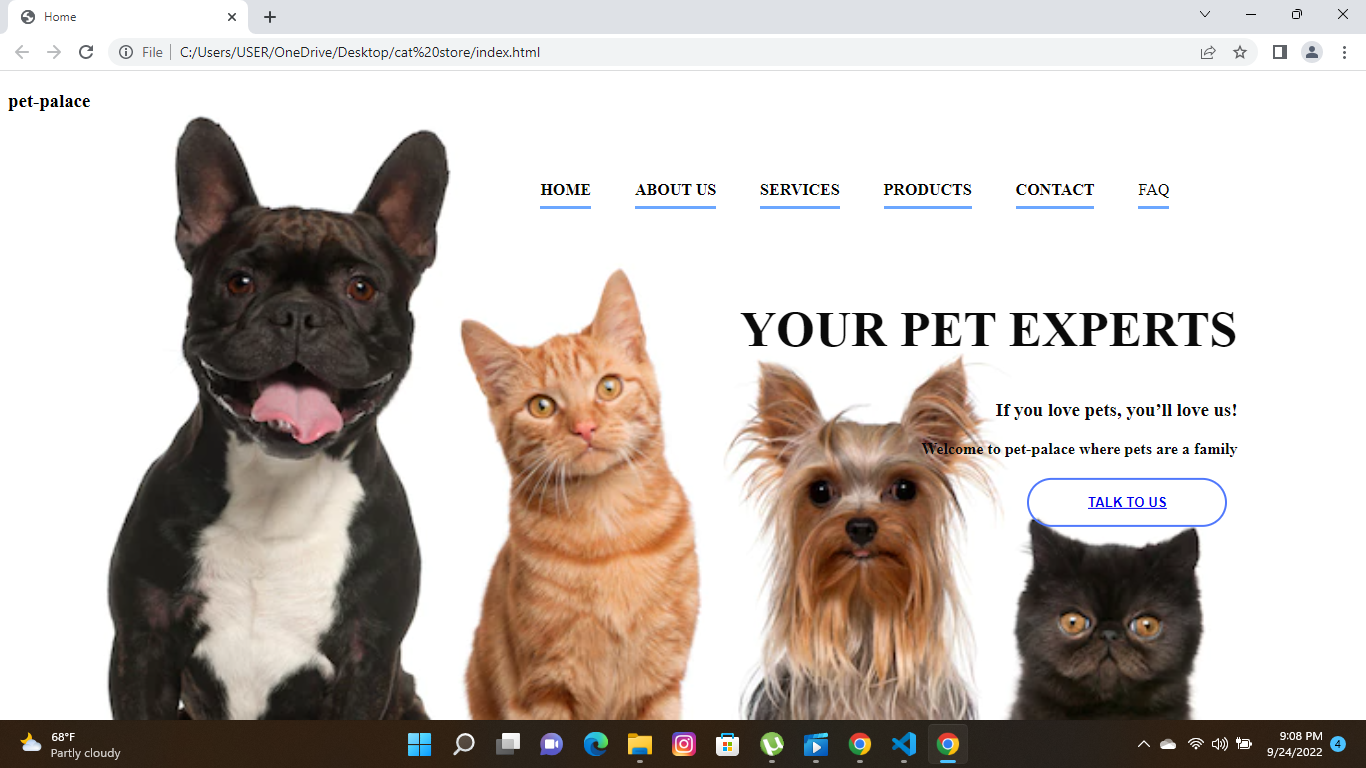 Home
File
C:/Users/USER/OneDrive/Desktop/cat%20store/index.html
pet-palace
HOME ABOUT US SERVICES PRODUCTS CONTACT FAQ
YOUR PET EXPERTS
If you love pets, you’ll love us!
Welcome to pet-palace where pets are a family
TALK TO US
68°F
Partly cloudy
9:08 PM
9/24/2022
4